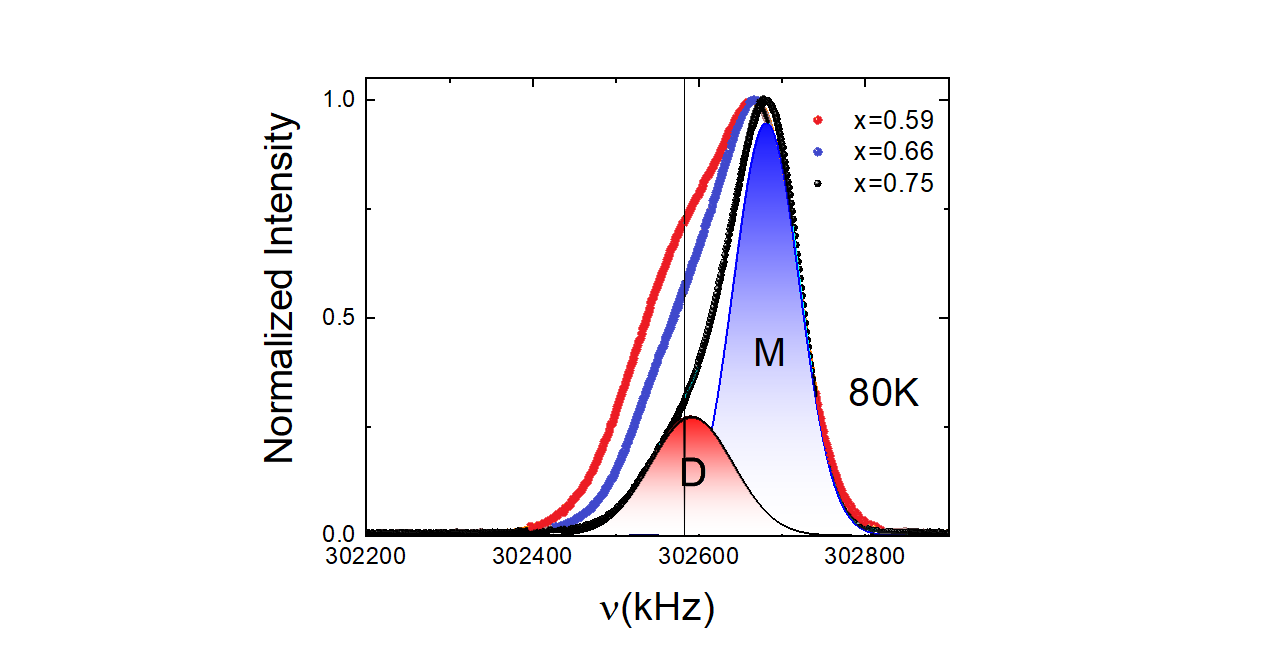 Normalized Intensity
1.0
0.5
0.0
x=0.59
x=0.66
x=0.75
M
80K
D
302200 302400 302600 302800
ν(kHz)